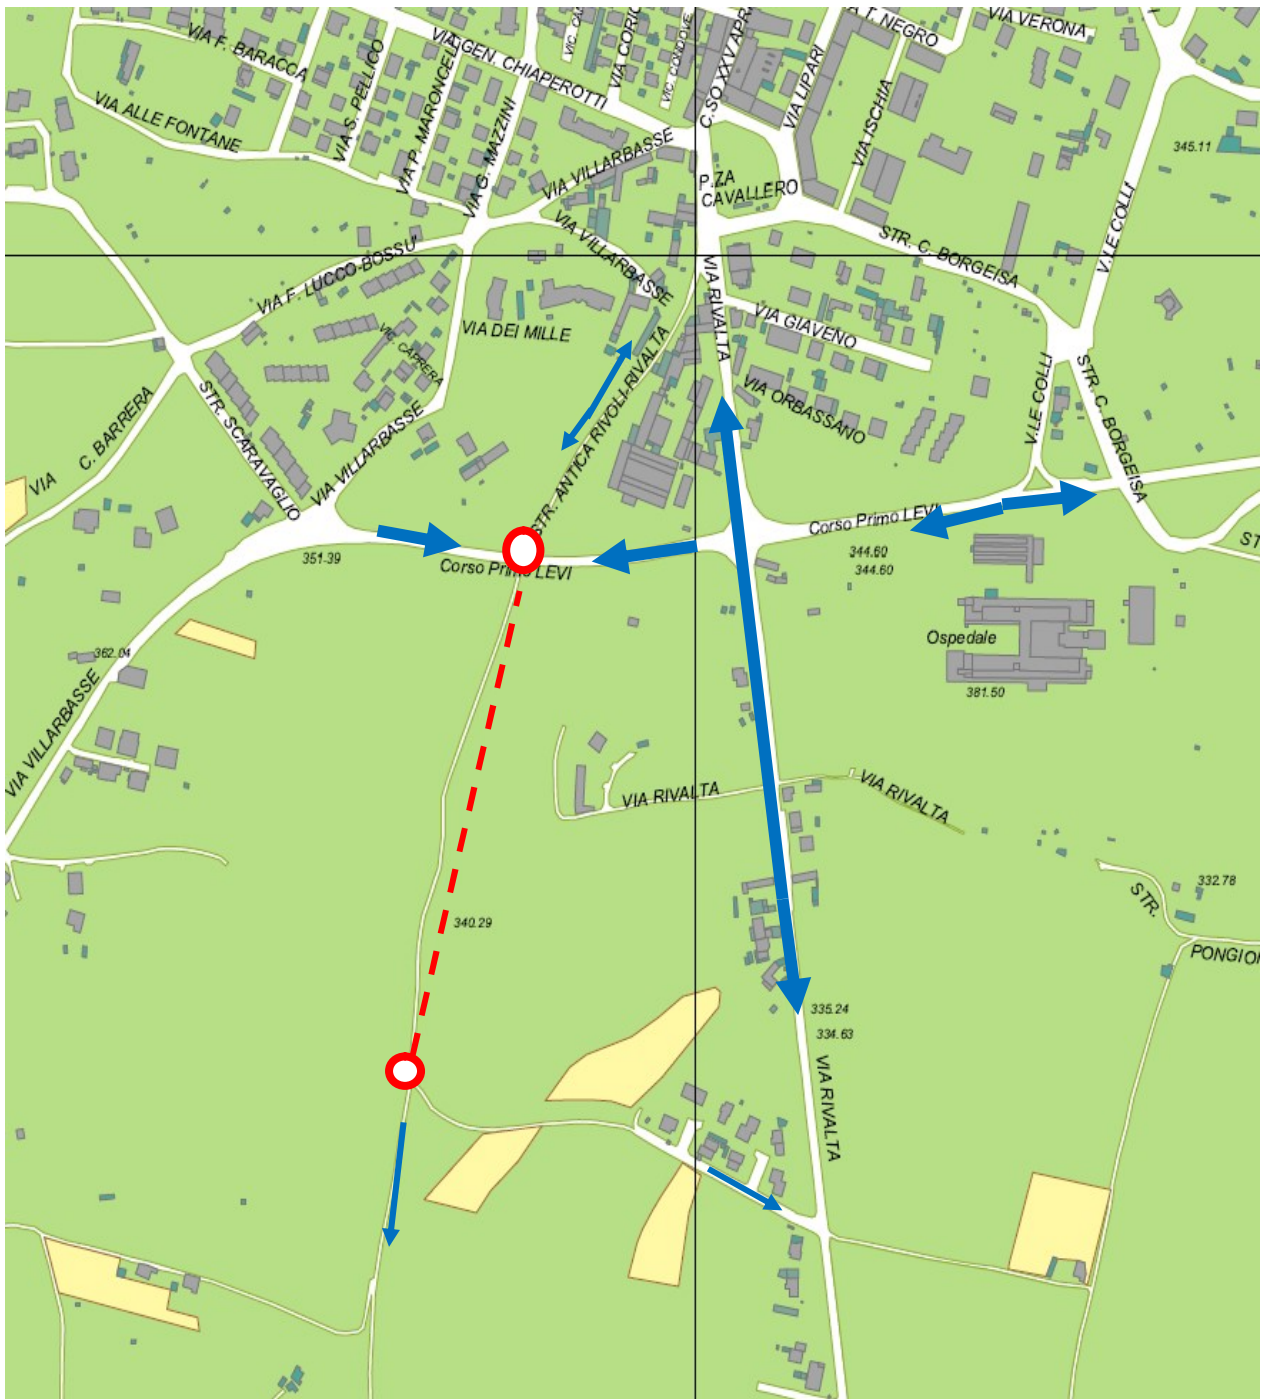 VIA F. BARACCA
VIA ALLE FONTANE
VIA S. PELLICO
VIA P. MARONCELLI
VIA GEN. CHIAPEROTTI
VIA G. MAZZINI
VIC.
VIA
VIC. CONDOVE
C.SO XXV
VIA LIPARI
T. NEGRO
VIA ISCHIA
VIA VERONA
345.11
VIA VILLARBASSE
P.ZA
CAVALLERO
VIA VILLARBASSE
STR. C. BORGEISA
V.LE COLLI
VIA F. LUCCO-BOSSU'
VIA DEI MILLE
VIC. CAPRERA
VIA RIVALTA
VIA GIAVENO
VIA ORBASSANO
V.LE COLLI
STR. C. BORGEISA
VIA C. BARRERA
STR. SCARAVAGLIO
VIA VILLARBASSE
STR. ANTICA RIVOLI-RIVALTA
Corso Primo LEVI
351.39
Corso Primo LEVI
344.60
344.60
ST
Ospedale
381.50
362.04
VIA VILLARBASSE
VIA RIVALTA
VIA RIVALTA
340.29
332.78
STR.
335.24
334.63
VIA RIVALTA